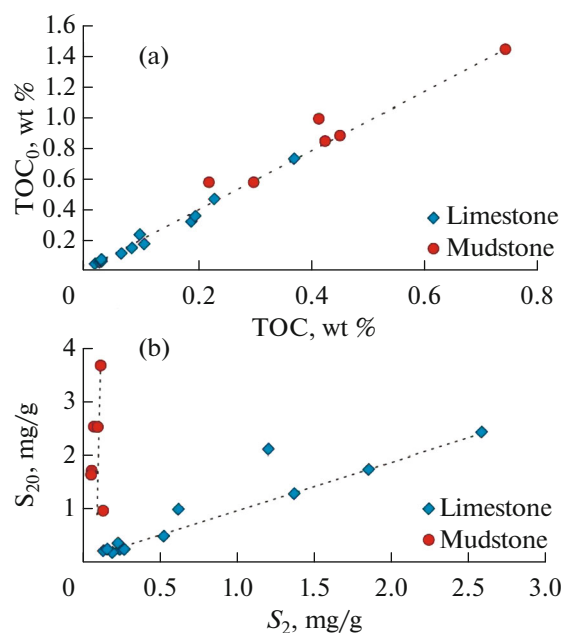 1.6
(a)
1.4
1.2
1.0
0.8
0.6
0.4
0.2
TOC₀, wt %
Limestone
Mudstone
0
0.2
0.4
0.6
0.8
TOC, wt %
(b)
4
3
2
1
S₂₀, mg/g
Limestone
Mudstone
0
0.5
1.0
1.5
2.0
2.5
3.0
S₂, mg/g